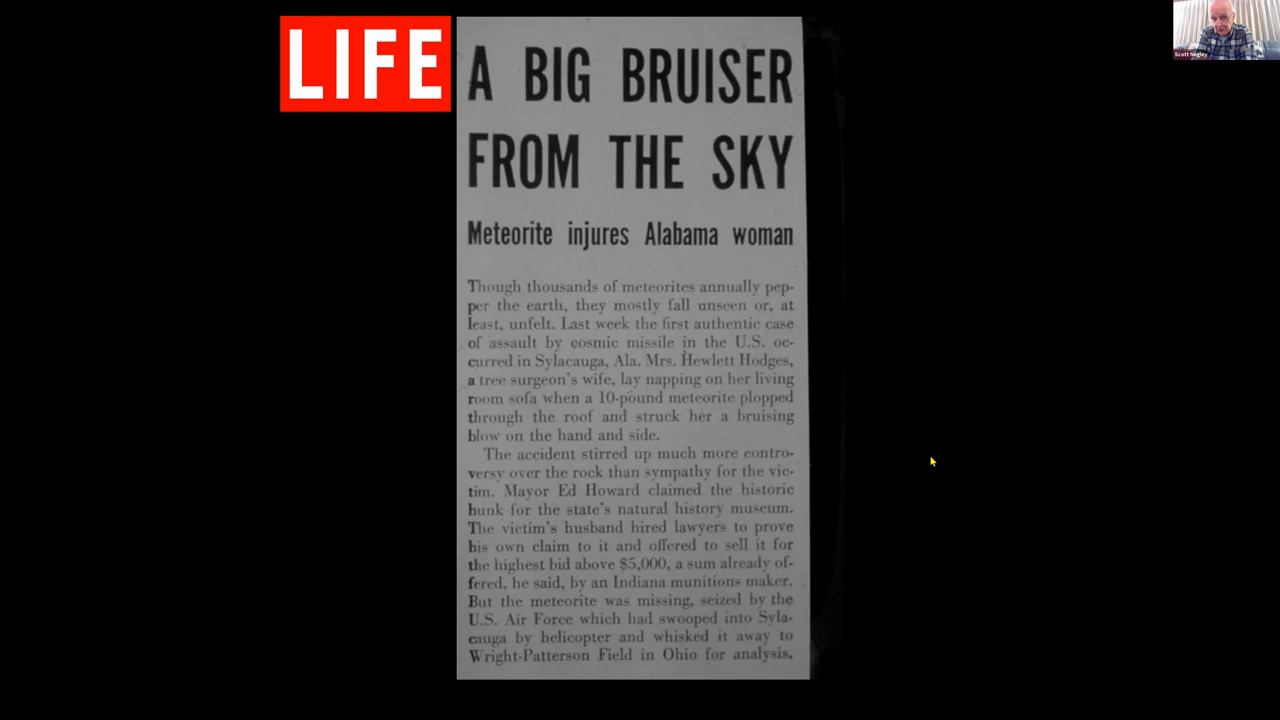 LIFE
A BIG BRUISER
FROM THE SKY
Meteorite injures Alabama woman
Though thousands of meteorites annually pep-
per the earth, they mostly fall unseen or, at
least, unfelt. Last week the first authentic case
of assault by cosmic missile in the U.S. oc-
curred in Sylacauga, Ala. Mrs. Hewlett Hodges,
a tree surgeon's wife, lay napping on her living
room sofa when a 10-pound meteorite plopped
through the roof and struck her a bruising
blow on the hand and side.
The accident stirred up much more contro-
versy over the rock than sympathy for the vic-
tim. Mayor Ed Howard claimed the historic
hunk for the state's natural history museum.
The victim's husband hired lawyers to prove
his own claim to it and offered to sell it for
the highest bid above $5,000, a sum already of-
fered, he said, by an Indiana munitions maker.
But the meteorite was missing, seized by the
U.S. Air Force which had swooped into Syla-
cauga by helicopter and whisked it away to
Wright-Patterson Field in Ohio for analysis.
Scott Negley